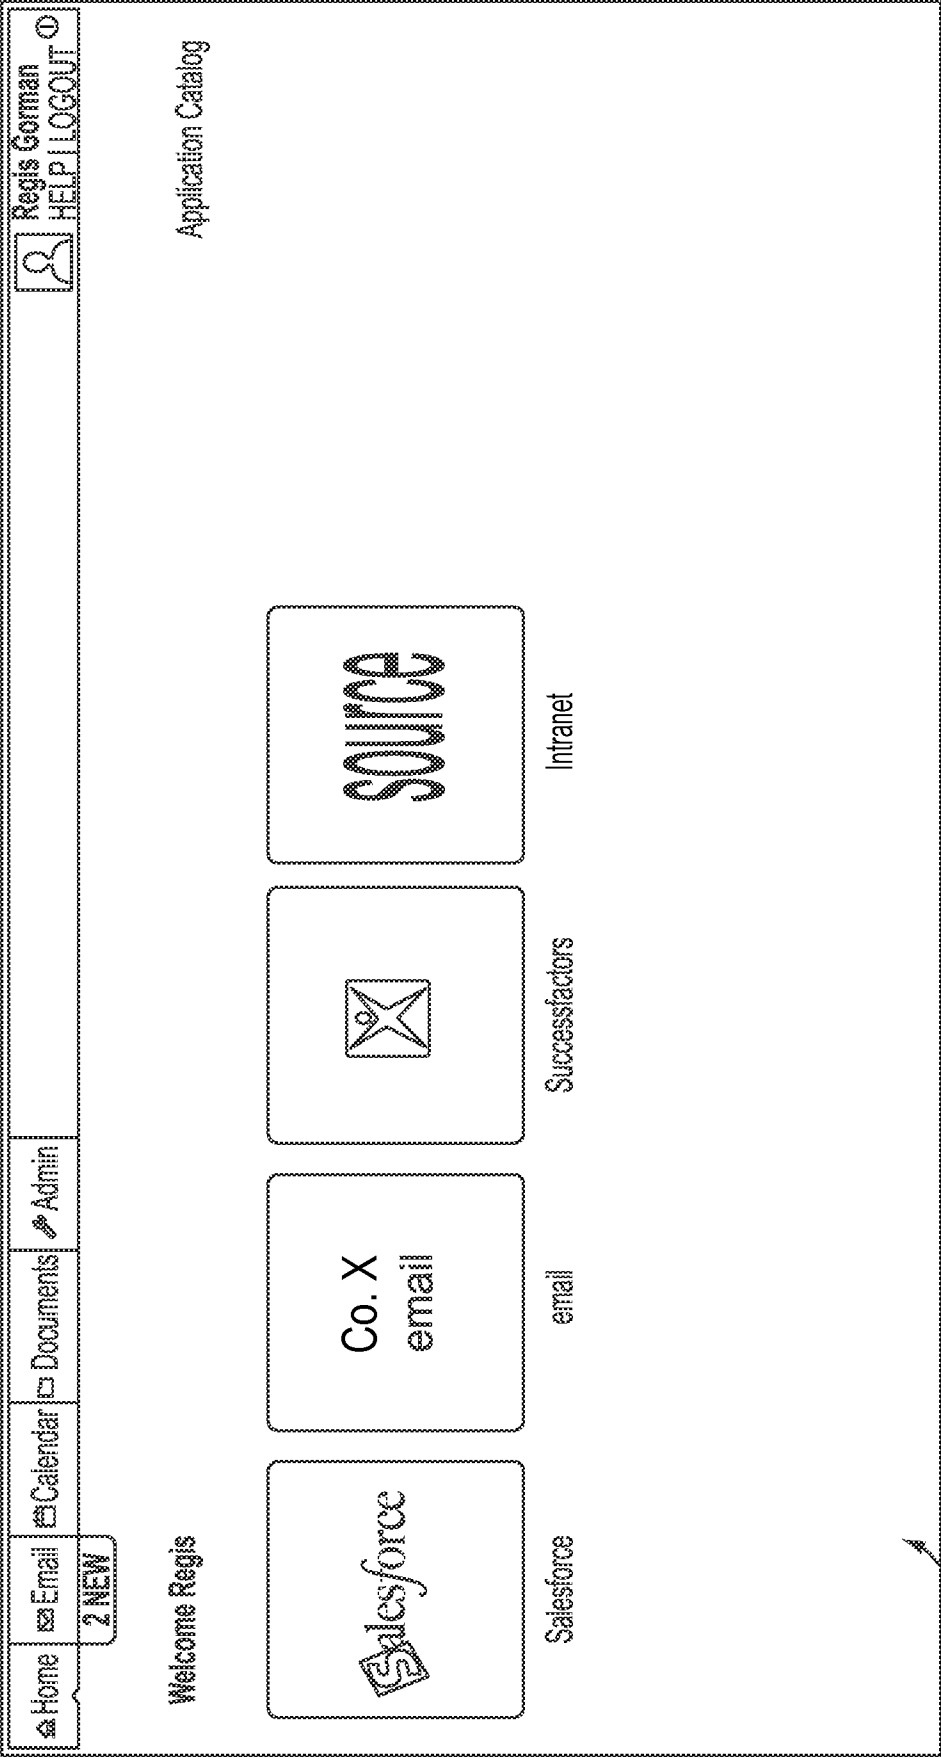 Home Email Calendar Documents Admin
Regis Gorman
HELP | LOGOUT
2 NEW
Welcome Regis
Application Catalog
Salesforce
Co. X
email
source
Salesforce
email
Successfactors
Intranet